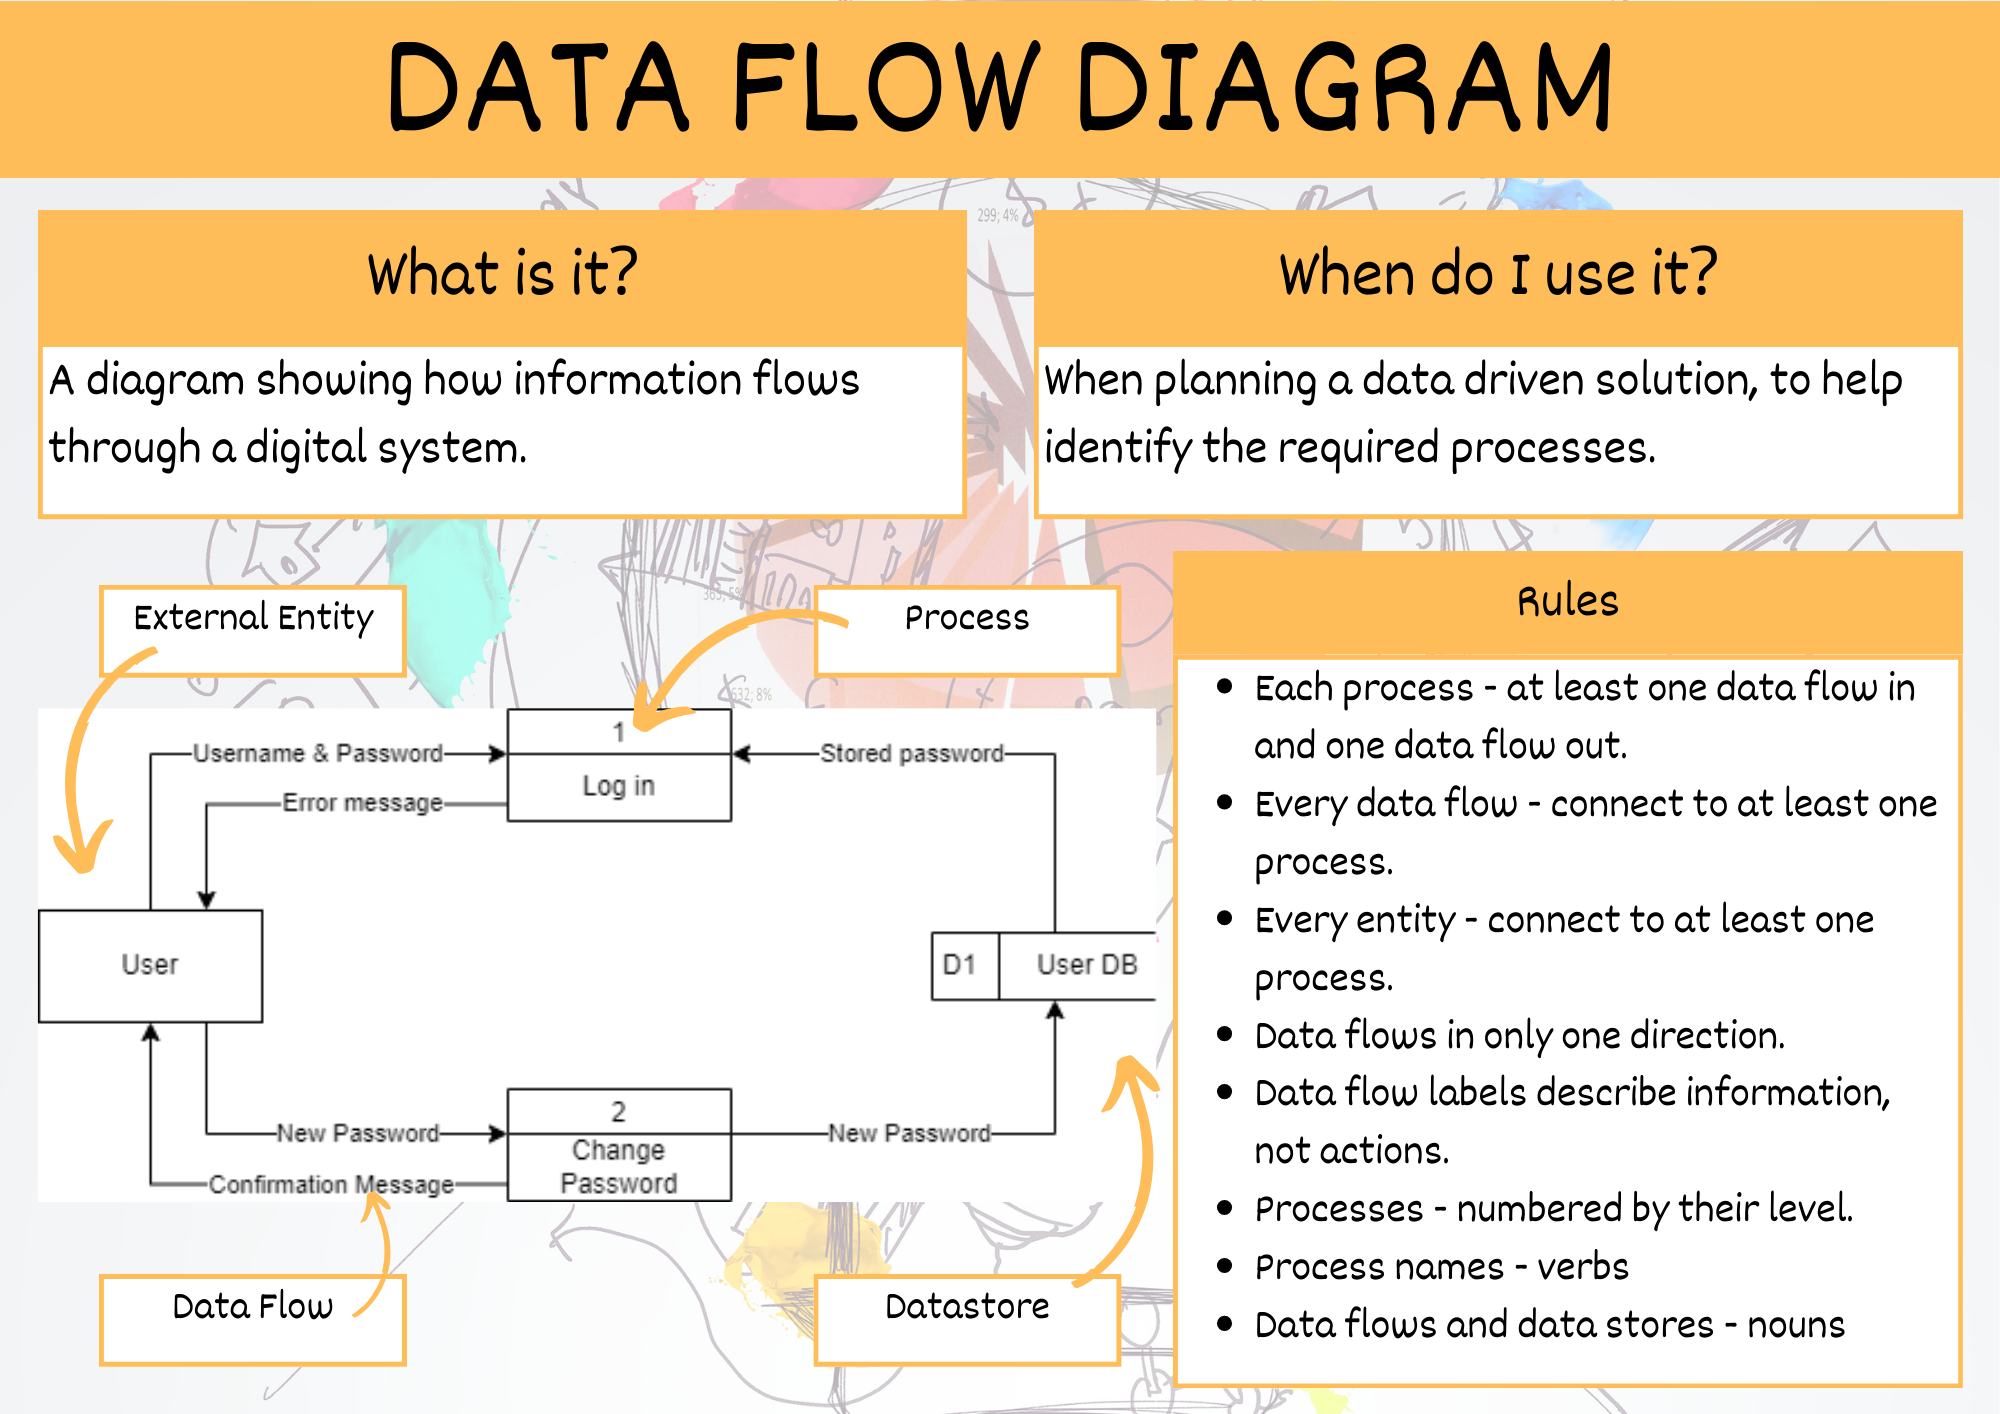 DATA FLOW DIAGRAM
299; 4%
What is it?
A diagram showing how information flows
through a digital system.
When do I use it?
When planning a data driven solution, to help
identify the required processes.
External Entity
Process
632; 8%
1
Log in
Username & Password
Stored password
Error message
User
D1
User DB
2
Change
Password
New Password
New Password
Confirmation Message
Data Flow
Datastore
Rules
• Each process - at least one data flow in
and one data flow out.
• Every data flow - connect to at least one
process.
• Every entity - connect to at least one
process.
• Data flows in only one direction.
• Data flow labels describe information,
not actions.
• Processes - numbered by their level.
• Process names - verbs
• Data flows and data stores - nouns